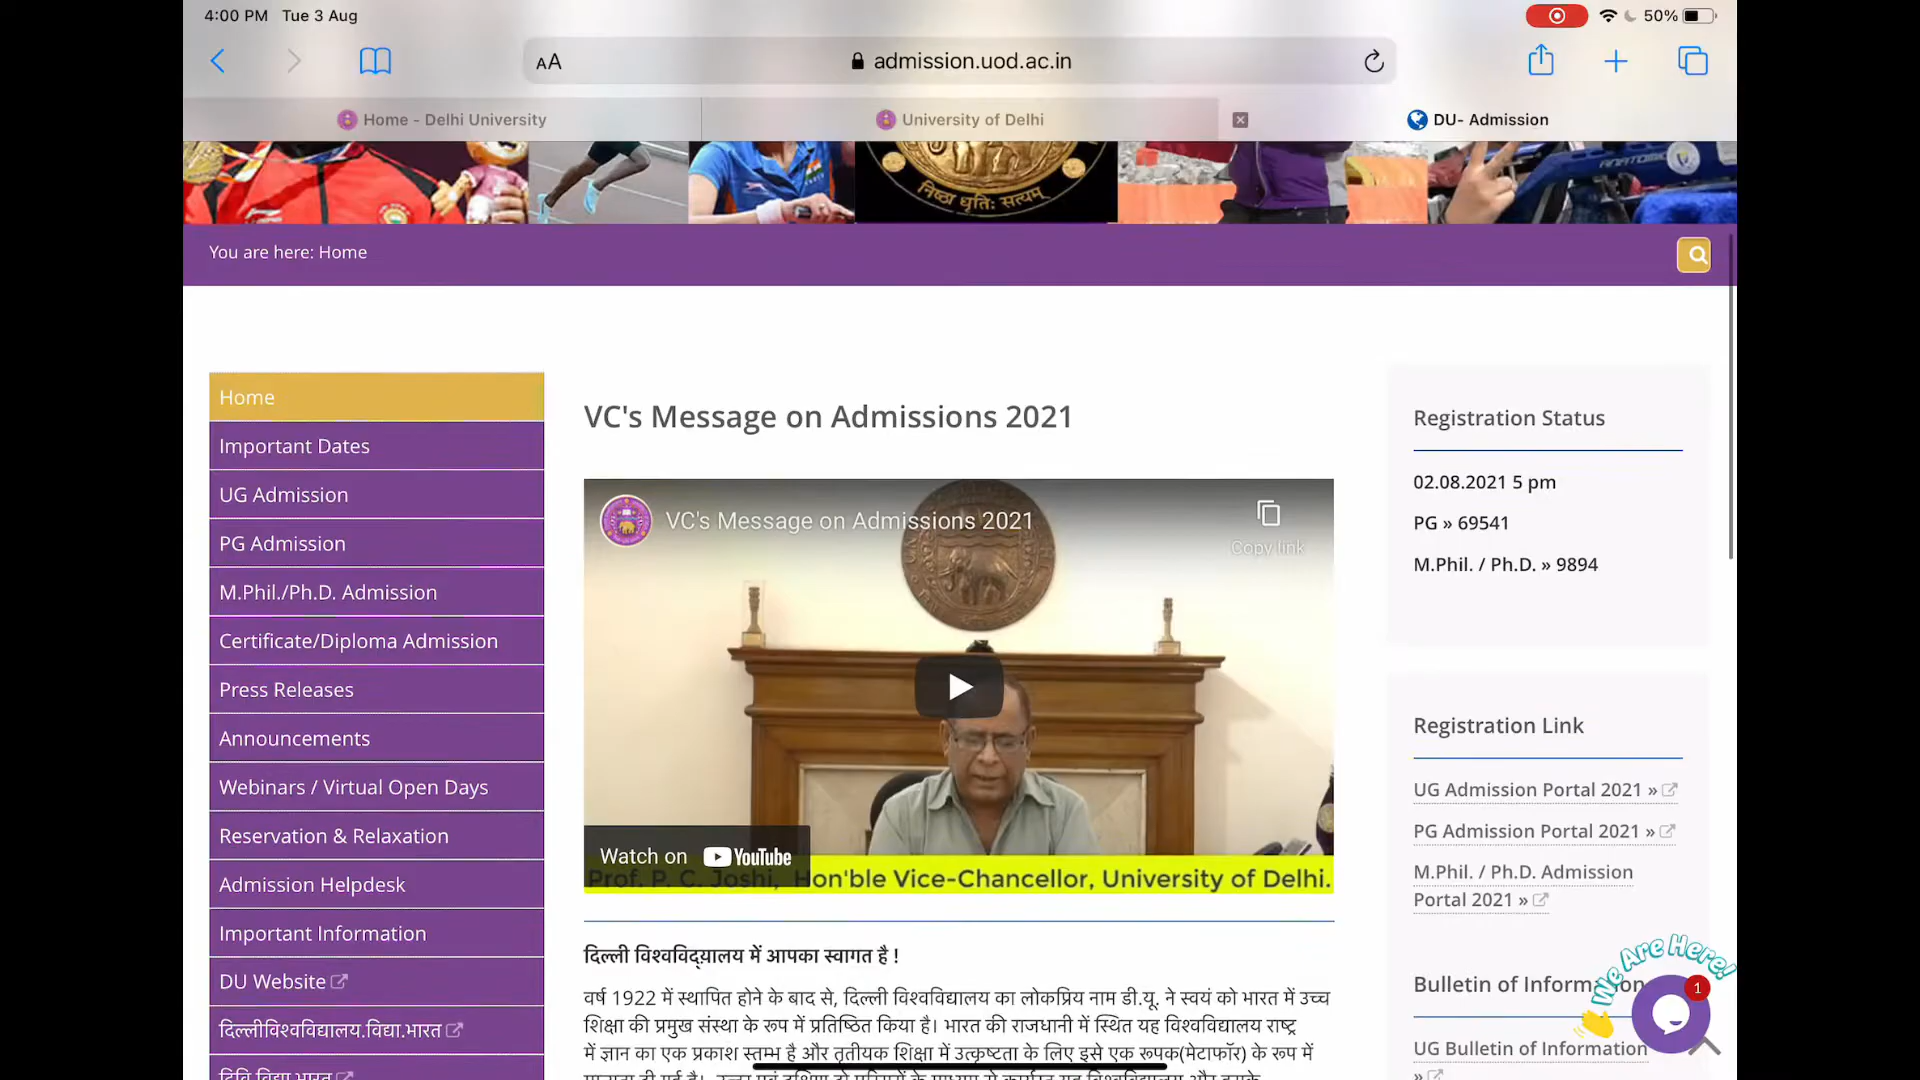 4:00 PM Tue 3 Aug
50%
AA
admission.uod.ac.in
Home - Delhi University
University of Delhi
DU- Admission
निष्ठा धृतिः सत्यम्
ANATOMIC
You are here: Home
Home
Important Dates
UG Admission
PG Admission
M.Phil./Ph.D. Admission
Certificate/Diploma Admission
Press Releases
Announcements
Webinars / Virtual Open Days
Reservation & Relaxation
Admission Helpdesk
Important Information
DU Website
दिल्लीविश्वविद्यालय.विद्या.भारत
दिवि.विद्या.भारत
VC's Message on Admissions 2021
VC's Message on Admissions 2021
Copy link
Watch on YouTube
Prof. P. C. Joshi, Hon'ble Vice-Chancellor, University of Delhi.
दिल्ली विश्वविद्य़ालय में आपका स्वागत है !
वर्ष 1922 में स्थापित होने के बाद से, दिल्ली विश्वविद्यालय का लोकप्रिय नाम डी.यू. ने स्वयं को भारत में उच्च
शिक्षा की प्रमुख संस्था के रूप में प्रतिष्ठित किया है। भारत की राजधानी में स्थित यह विश्वविद्यालय राष्ट्र
में ज्ञान का एक प्रकाश स्तम्भ है और तृतीयक शिक्षा में उत्कृष्टता के लिए इसे एक रूपक(मेटाफॉर) के रूप में
Registration Status
02.08.2021 5 pm
PG » 69541
M.Phil. / Ph.D. » 9894
Registration Link
UG Admission Portal 2021 »
PG Admission Portal 2021 »
M.Phil. / Ph.D. Admission
Portal 2021 »
Bulletin of Information
UG Bulletin of Information
»
We Are Here!
1